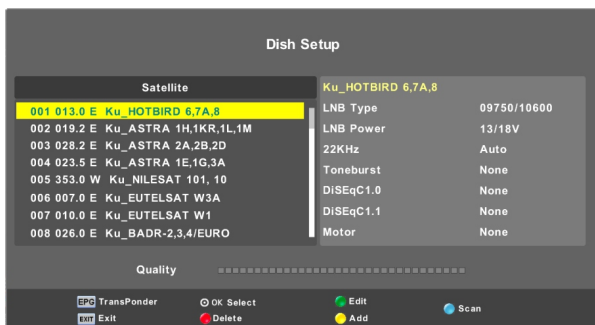 Dish Setup
Satellite
001 013.0 E Ku_HOTBIRD 6,7A,8
002 019.2 E Ku_ASTRA 1H,1KR,1L,1M
003 028.2 E Ku_ASTRA 2A,2B,2D
004 023.5 E Ku_ASTRA 1E,1G,3A
005 353.0 W Ku_NILESAT 101, 10
006 007.0 E Ku_EUTELSAT W3A
007 010.0 E Ku_EUTELSAT W1
008 026.0 E Ku_BADR-2,3,4/EURO
Ku_HOTBIRD 6,7A,8
LNB Type 09750/10600
LNB Power 13/18V
22KHz Auto
Toneburst None
DiSEqC1.0 None
DiSEqC1.1 None
Motor None
Quality
EPG TransPonder OK Select Edit Scan
EXIT Exit Delete Add